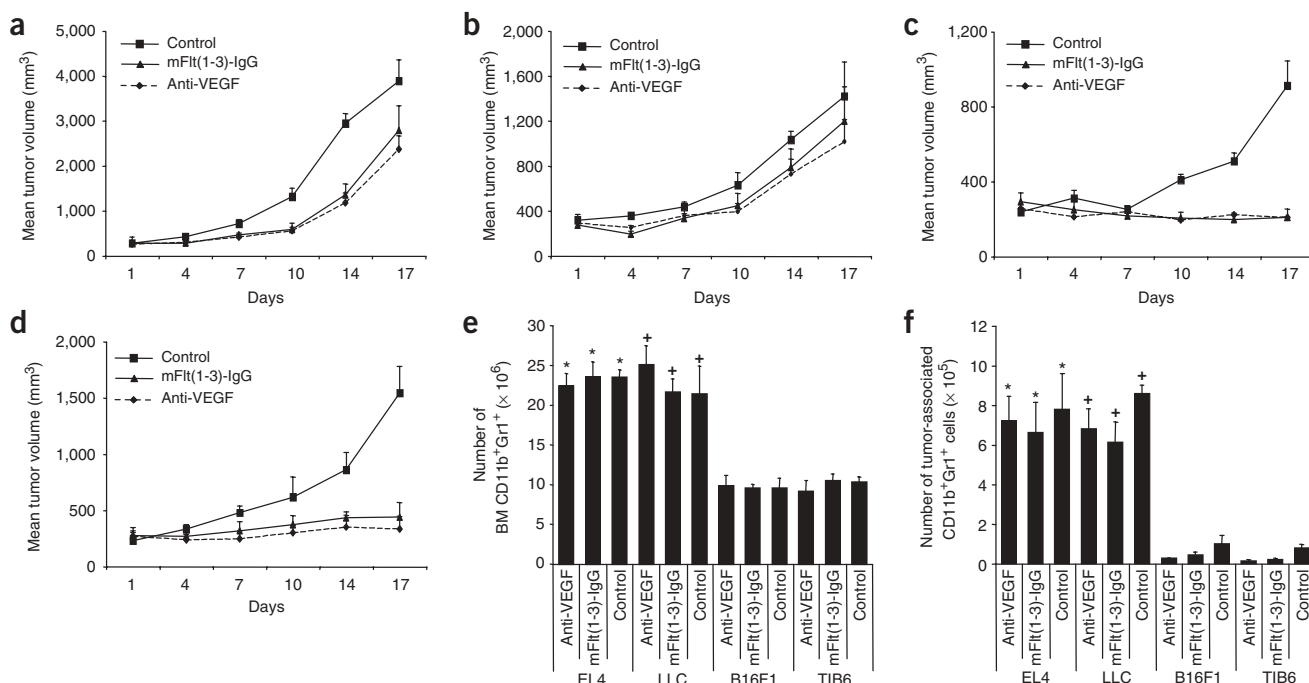 a
5,000
4,000
3,000
2,000
1,000
0
Mean tumor volume (mm³)
Control
mFlt(1-3)-IgG
Anti-VEGF
1 4 7 10 14 17
Days
b
2,000
1,600
1,200
800
400
0
Mean tumor volume (mm³)
Control
mFlt(1-3)-IgG
Anti-VEGF
1 4 7 10 14 17
Days
c
1,200
800
400
0
Mean tumor volume (mm³)
Control
mFlt(1-3)-IgG
Anti-VEGF
1 4 7 10 14 17
Days
d
2,000
1,500
1,000
500
0
Mean tumor volume (mm³)
Control
mFlt(1-3)-IgG
Anti-VEGF
1 4 7 10 14 17
Days
e
30
25
20
15
10
5
0
Number of
BM CD11b⁺Gr1⁺ (× 10⁶)
* * * + + +
Anti-VEGF mFlt(1-3)-IgG Control Anti-VEGF mFlt(1-3)-IgG Control Anti-VEGF mFlt(1-3)-IgG Control Anti-VEGF mFlt(1-3)-IgG Control
EL4 LLC B16F1 TIB6
f
12
10
8
6
4
2
0
Number of tumor-associated
CD11b⁺Gr1⁺ cells (× 10⁵)
* * * + + +
Anti-VEGF mFlt(1-3)-IgG Control Anti-VEGF mFlt(1-3)-IgG Control Anti-VEGF mFlt(1-3)-IgG Control Anti-VEGF mFlt(1-3)-IgG Control
EL4 LLC B16F1 TIB6